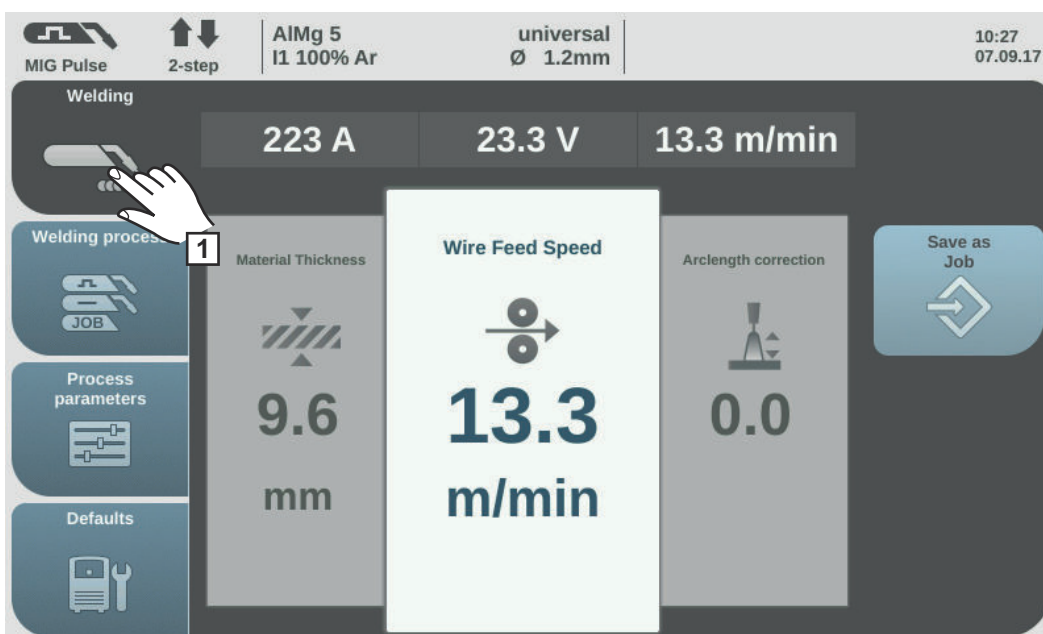 MIG Pulse
2-step
AlMg 5
I1 100% Ar
universal
Ø 1.2mm
10:27
07.09.17
Welding
223 A
23.3 V
13.3 m/min
1
Welding process
JOB
Process
parameters
Defaults
Material Thickness
9.6
mm
Wire Feed Speed
13.3
m/min
Arclength correction
0.0
Save as
Job